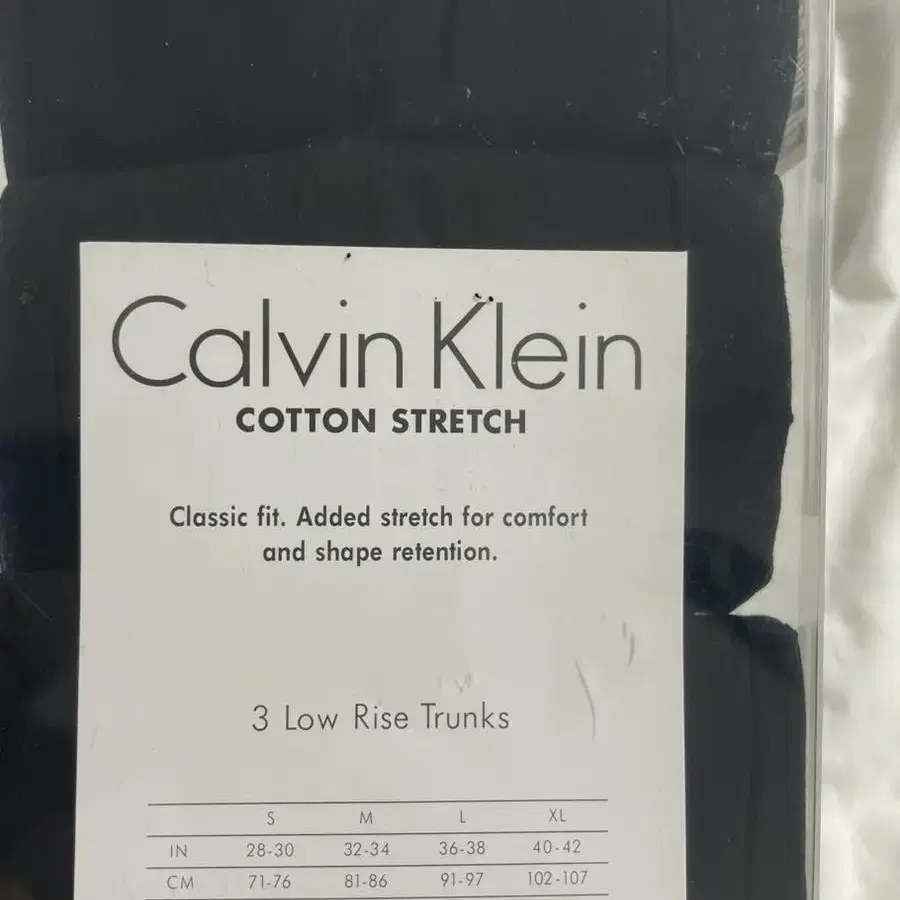 Calvin Klein
COTTON STRETCH
Classic fit. Added stretch for comfort
and shape retention.
3 Low Rise Trunks
S M L XL
IN 28-30 32-34 36-38 40-42
CM 71-76 81-86 91-97 102-107